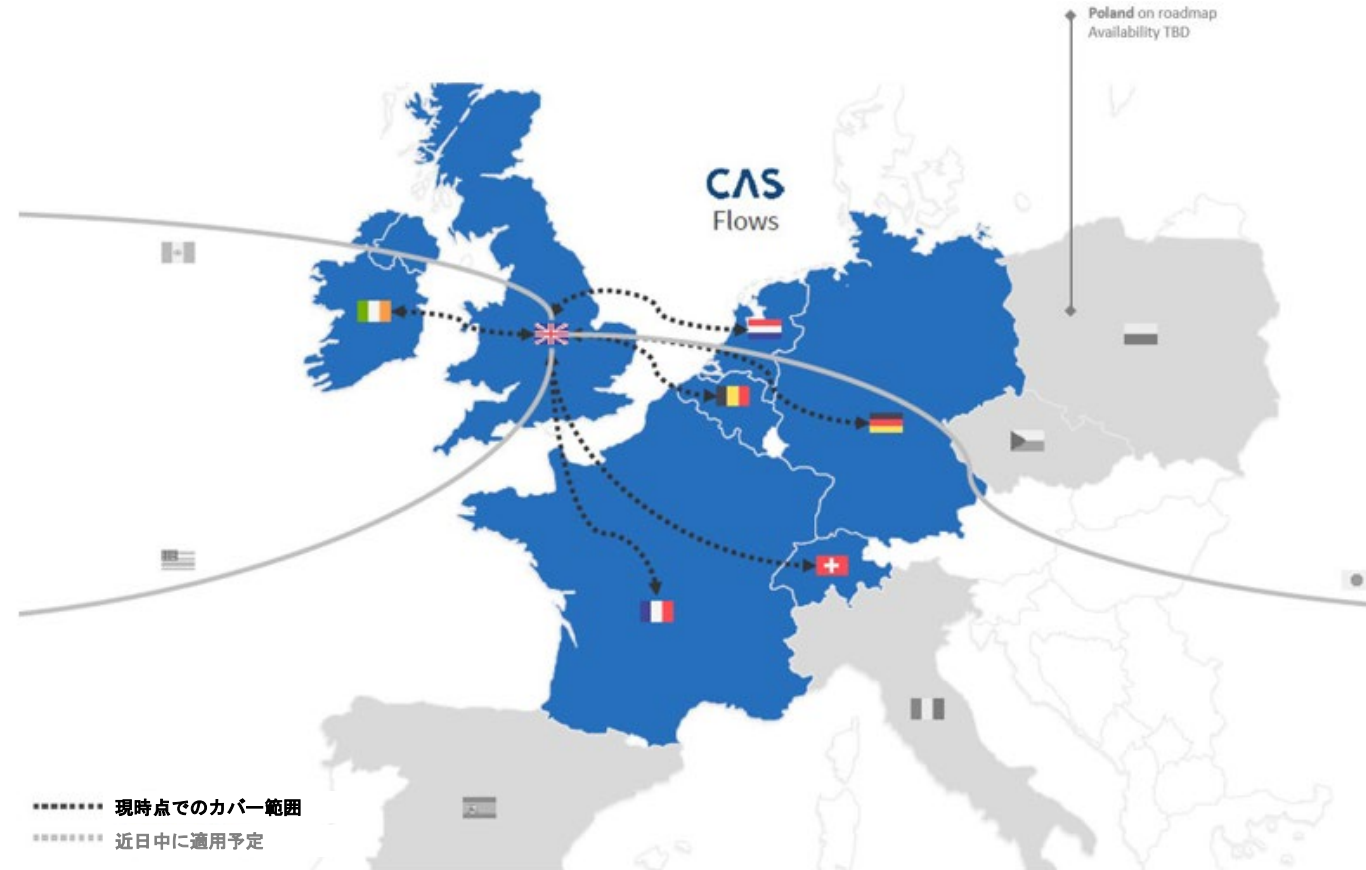 Poland on roadmap
Availability TBD
CAS
Flows
現時点でのカバー範囲
近日中に適用予定